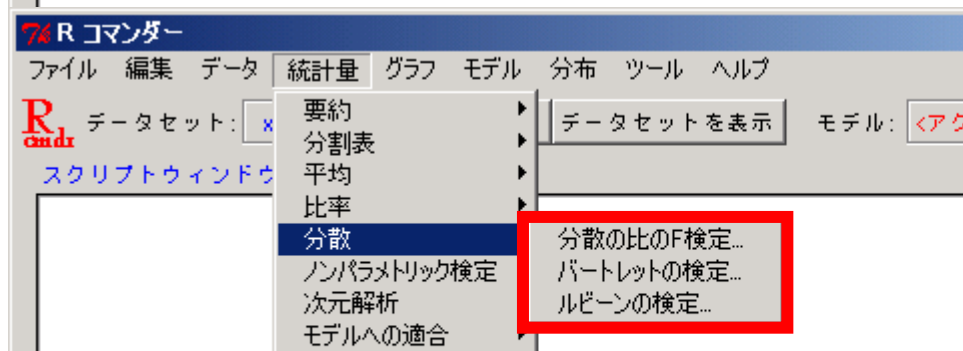 R コマンダー
ファイル 編集 データ 統計量 グラフ モデル 分布 ツール ヘルプ
R cmdr データセット: x データセットを表示 モデル: <アク
スクリプトウィンドウ
要約
分割表
平均
比率
分散
ノンパラメトリック検定
次元解析
モデルへの適合
分散の比のF検定...
バートレットの検定...
ルビーンの検定...